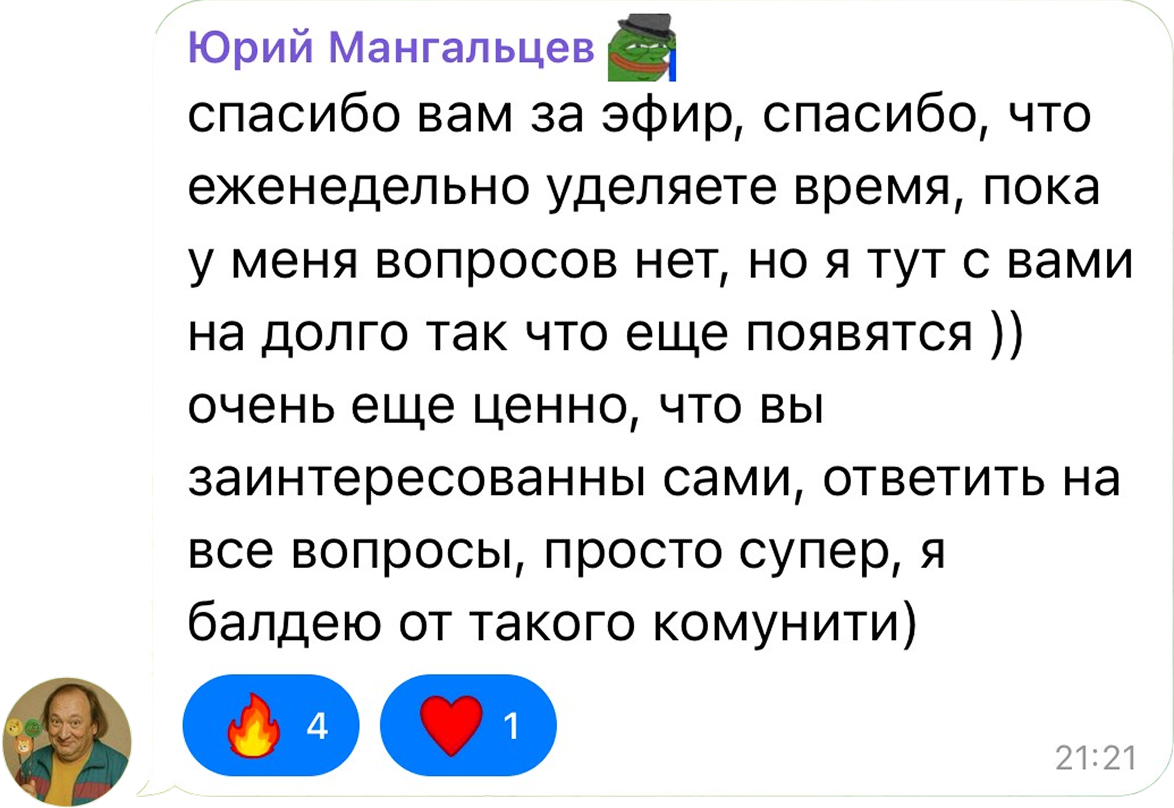 Юрий Мангальцев
спасибо вам за эфир, спасибо, что
еженедельно уделяете время, пока
у меня вопросов нет, но я тут с вами
на долго так что еще появятся ))
очень еще ценно, что вы
заинтересованны сами, ответить на
все вопросы, просто супер, я
балдею от такого комунити)
4 1
21:21